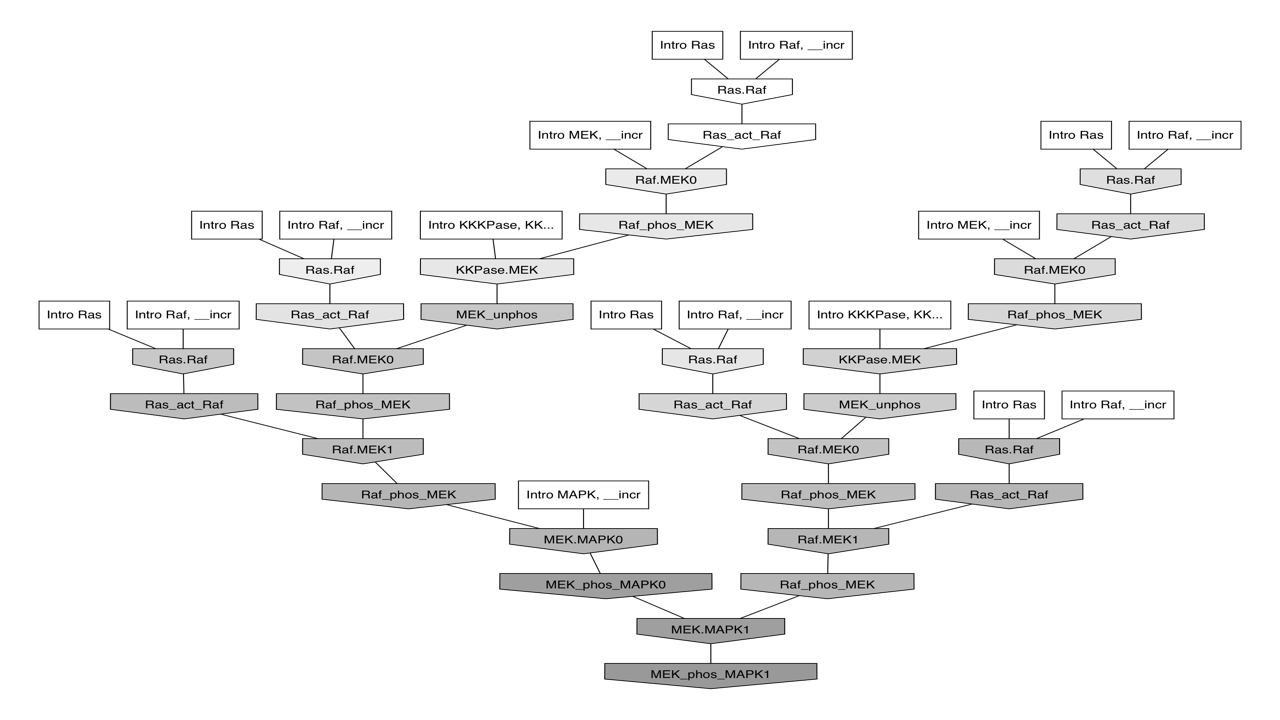 Intro Ras
Intro Raf, __incr
Ras.Raf
Intro MEK, __incr
Ras_act_Raf
Intro Ras
Intro Raf, __incr
Raf.MEK0
Ras.Raf
Intro Ras
Intro Raf, __incr
Intro KKKPase, KK...
Raf_phos_MEK
Intro MEK, __incr
Ras_act_Raf
Ras.Raf
KKPase.MEK
Raf.MEK0
Intro Ras
Intro Raf, __incr
Ras_act_Raf
MEK_unphos
Intro Ras
Intro Raf, __incr
Intro KKKPase, KK...
Raf_phos_MEK
Ras.Raf
Raf.MEK0
Ras.Raf
KKPase.MEK
Ras_act_Raf
Raf_phos_MEK
Ras_act_Raf
MEK_unphos
Intro Ras
Intro Raf, __incr
Raf.MEK1
Raf.MEK0
Ras.Raf
Raf_phos_MEK
Intro MAPK, __incr
Raf_phos_MEK
Ras_act_Raf
MEK.MAPK0
Raf.MEK1
MEK_phos_MAPK0
Raf_phos_MEK
MEK.MAPK1
MEK_phos_MAPK1